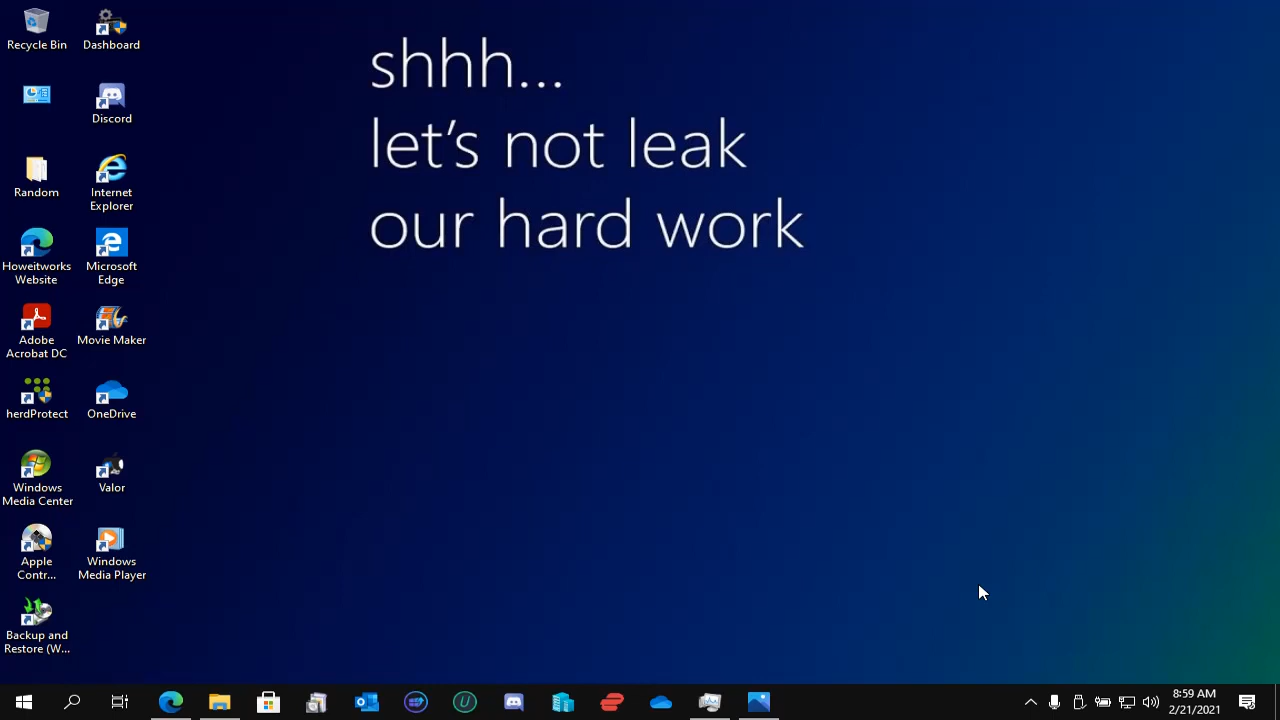 shhh...
let's not leak
our hard work
Recycle Bin
Dashboard
Discord
Random
Internet
Explorer
Howeitworks
Website
Microsoft
Edge
Adobe
Acrobat DC
Movie Maker
herdProtect
OneDrive
Windows
Media Center
Valor
Apple
Contr...
Windows
Media Player
Backup and
Restore (W...
8:59 AM
2/21/2021